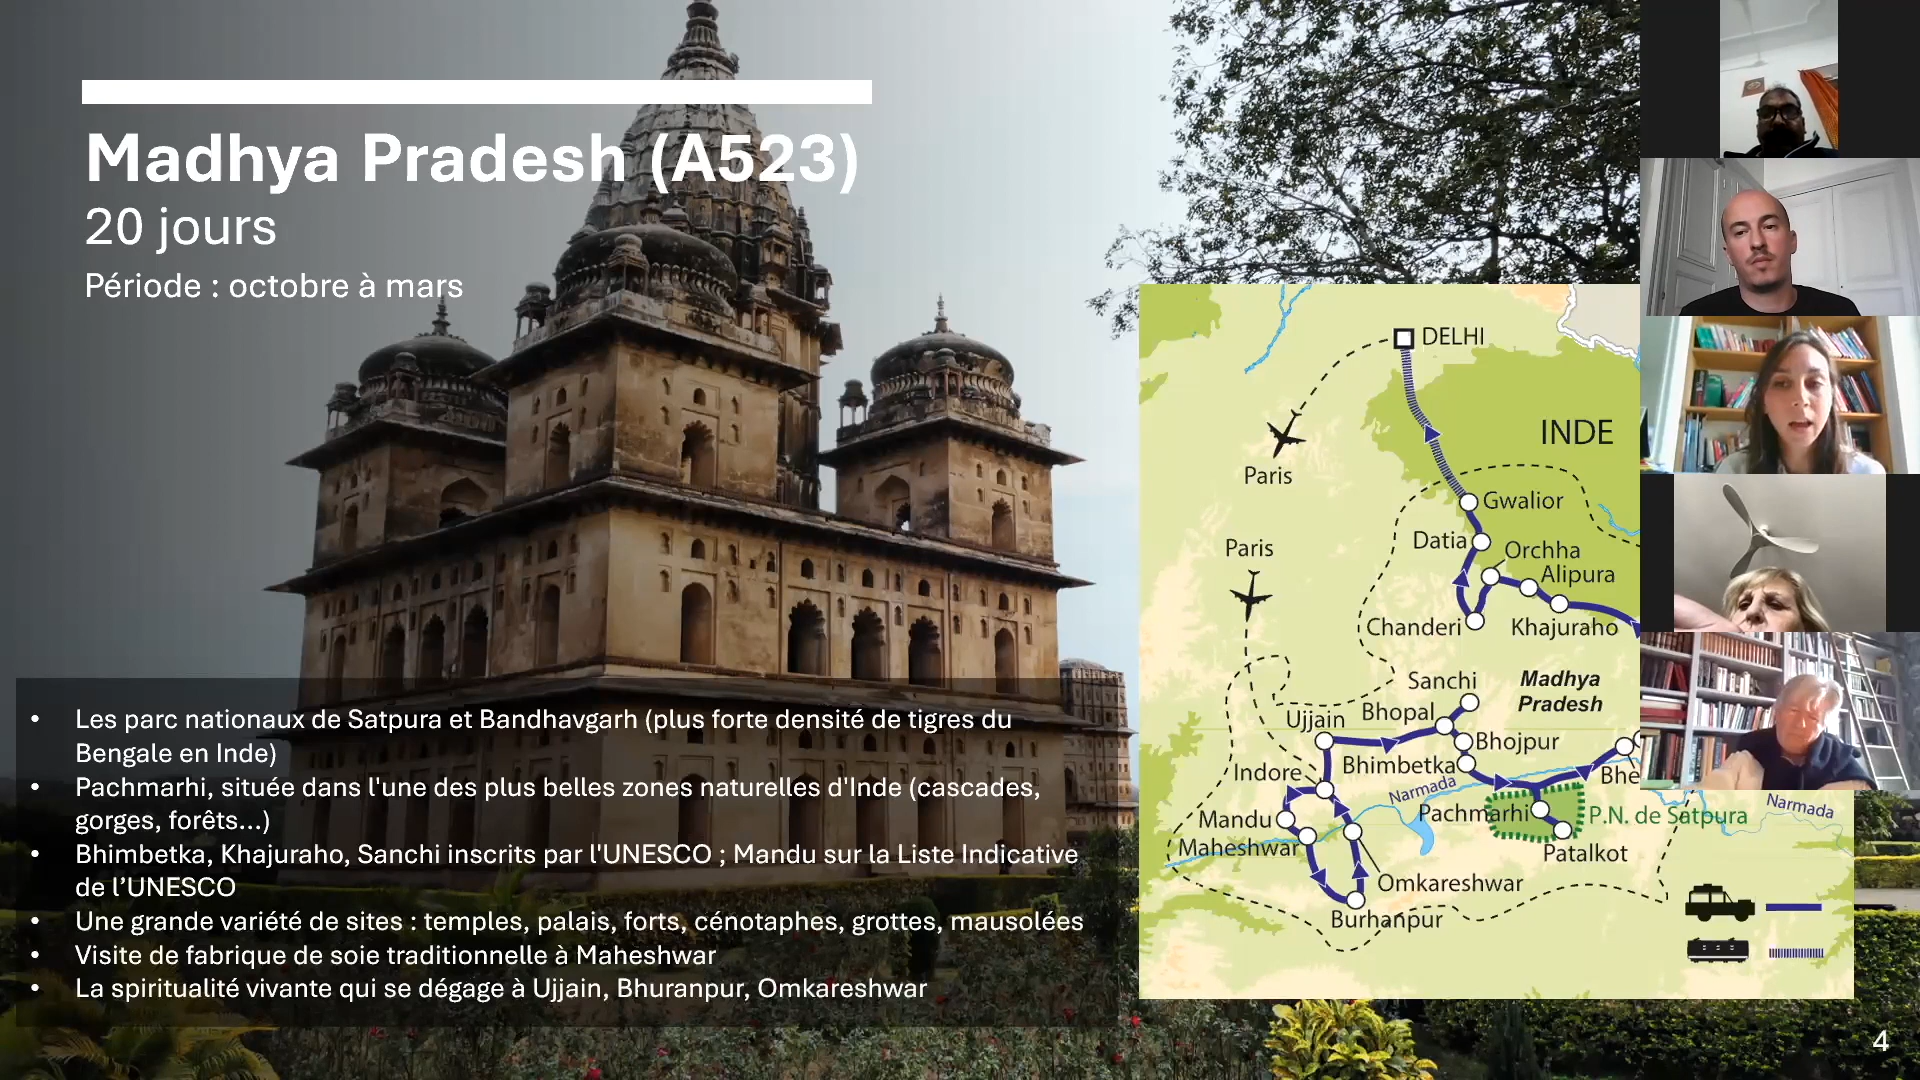 Madhya Pradesh (A523)
20 jours
Période : octobre à mars
• Les parc nationaux de Satpura et Bandhavgarh (plus forte densité de tigres du
Bengale en Inde)
• Pachmarhi, située dans l'une des plus belles zones naturelles d'Inde (cascades,
gorges, forêts...)
• Bhimbetka, Khajuraho, Sanchi inscrits par l'UNESCO ; Mandu sur la Liste Indicative
de l’UNESCO
• Une grande variété de sites : temples, palais, forts, cénotaphes, grottes, mausolées
• Visite de fabrique de soie traditionnelle à Maheshwar
• La spiritualité vivante qui se dégage à Ujjain, Bhuranpur, Omkareshwar
DELHI
INDE
Paris
Gwalior
Paris
Datia
Orchha
Alipura
Chanderi
Khajuraho
Sanchi
Madhya
Pradesh
Ujjain
Bhopal
Bhojpur
Indore
Bhimbetka
Bhe
Narmada
Mandu
Pachmarhi
P.N. de Satpura
Narmada
Maheshwar
Patalkot
Omkareshwar
Burhanpur
4